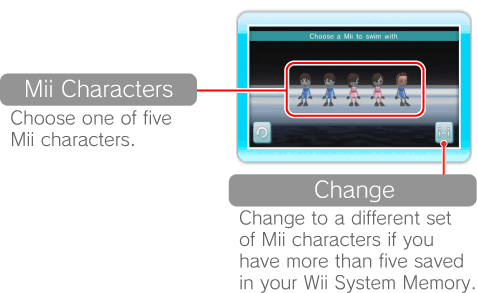 Choose a Mii to swim with
Mii Characters
Choose one of five
Mii characters.
Change
Change to a different set
of Mii characters if you
have more than five saved
in your Wii System Memory.